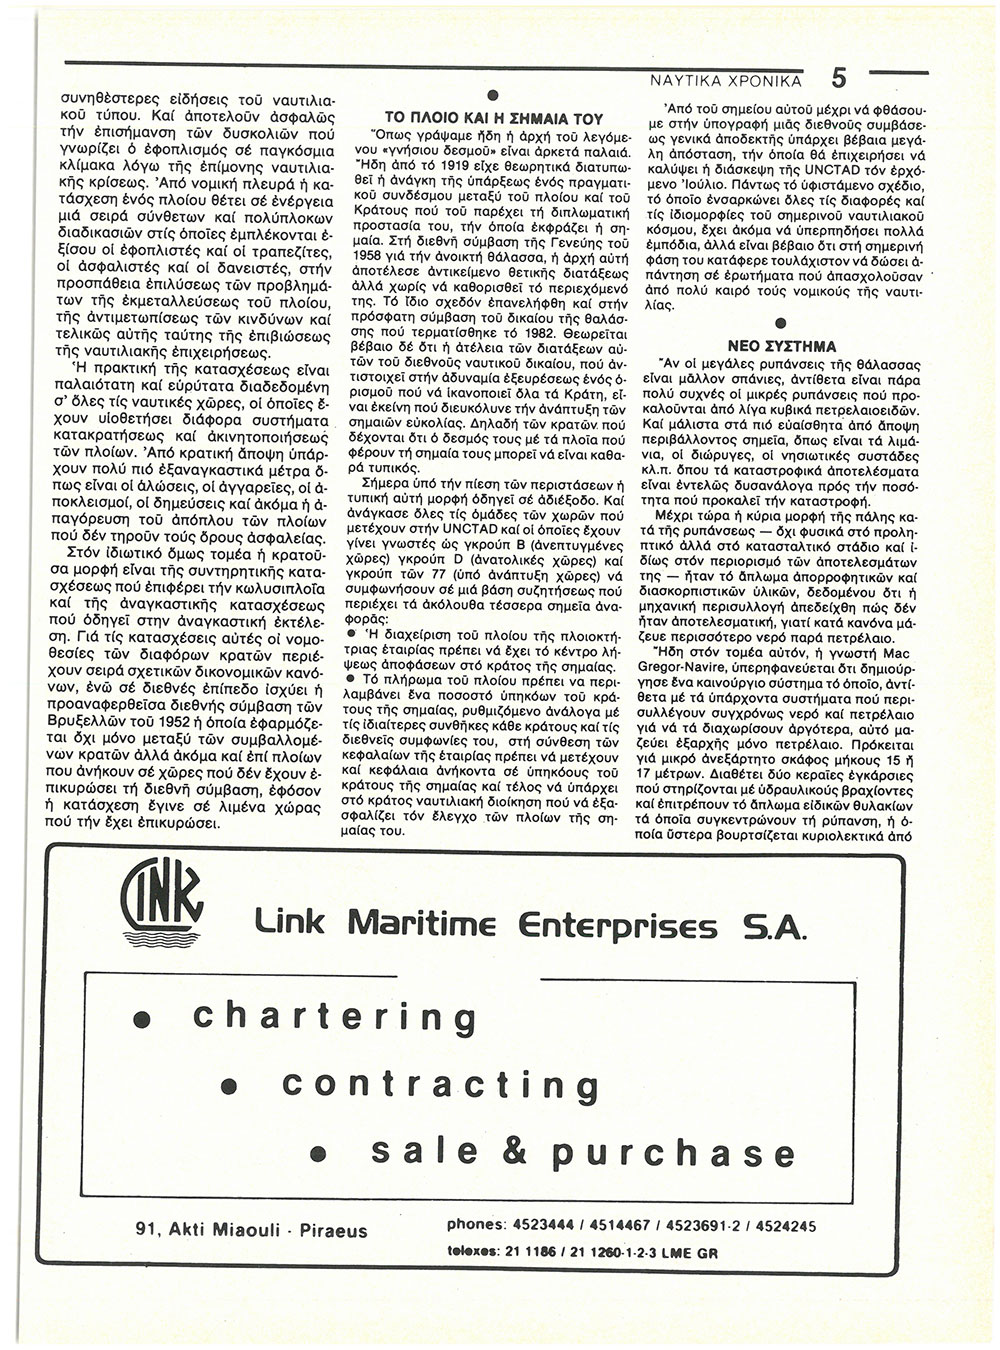 ΝΑΥΤΙΚΑ ΧΡΟΝΙΚΑ 5
συνηθέστερες εἰδήσεις τοῦ ναυτιλια-
κοῦ τύπου. Καί ἀποτελοῦν ἀσφαλῶς
τήν ἐπισήμανση τῶν δυσκολιῶν πού
γνωρίζει ὁ ἐφοπλισμός σέ παγκόσμια
κλίμακα λόγω τῆς ἐπίμονης ναυτιλια-
κῆς κρίσεως. Ἀπό νομική πλευρά ἡ κα-
τάσχεση ἑνός πλοίου θέτει σέ ἐνέργεια
μιά σειρά σύνθετων καί πολύπλοκων
διαδικασιῶν στίς ὁποῖες ἐμπλέκονται ἐ-
ξίσου οἱ ἐφοπλιστές καί οἱ τραπεζίτες,
οἱ ἀσφαλιστές καί οἱ δανειστές, στήν
προσπάθεια ἐπιλύσεως τῶν προβλημά-
των τῆς ἐκμεταλλεύσεως τοῦ πλοίου,
τῆς ἀντιμετωπίσεως τῶν κινδύνων καί
τελικῶς αὐτῆς ταύτης τῆς ἐπιβιώσεως
τῆς ναυτιλιακῆς ἐπιχειρήσεως.
Ἡ πρακτική τῆς κατασχέσεως εἶναι
παλαιότατη καί εὐρύτατα διαδεδομένη
σ' ὅλες τίς ναυτικές χῶρες, οἱ ὁποῖες ἔ-
χουν υἱοθετήσει διάφορα συστήματα
κατακρατήσεως καί ἀκινητοποιήσεως
τῶν πλοίων. Ἀπό κρατική ἄποψη ὑπάρ-
χουν πολύ πιό ἐξαναγκαστικά μέτρα ὅ-
πως εἶναι οἱ ἁλώσεις, οἱ ἀγγαρεῖες, οἱ ἀ-
ποκλεισμοί, οἱ δημεύσεις καί ἀκόμα ἡ ἀ-
παγόρευση τοῦ ἀπόπλου τῶν πλοίων
πού δέν τηροῦν τούς ὅρους ἀσφαλείας.
Στόν ἰδιωτικό ὅμως τομέα ἡ κρατοῦ-
σα μορφή εἶναι τῆς συντηρητικῆς κατα-
σχέσεως πού ἐπιφέρει τήν κωλυσιπλοΐα
καί τῆς ἀναγκαστικῆς κατασχέσεως
πού ὁδηγεῖ στην ἀναγκαστική ἐκτέλε-
ση. Γιά τίς κατασχέσεις αὐτές οἱ νομο-
θεσίες τῶν διαφόρων κρατῶν περιέ-
χουν σειρά σχετικῶν δικονομικῶν κανό-
νων, ἐνῶ σέ διεθνές ἐπίπεδο ἰσχύει ἡ
προαναφερθεῖσα διεθνής σύμβαση τῶν
Βρυξελλῶν τοῦ 1952 ἡ ὁποία ἐφαρμόζε-
ται ὄχι μόνο μεταξύ τῶν συμβαλλομέ-
νων κρατῶν ἀλλά ἀκόμα καί ἐπί πλοίων
που ἀνήκουν σέ χῶρες πού δέν ἔχουν ἐ-
πικυρώσει τή διεθνῆ σύμβαση, ἐφόσον
ἡ κατάσχεση ἔγινε σέ λιμένα χώρας
πού τήν ἔχει ἐπικυρώσει.
●
ΤΟ ΠΛΟΙΟ ΚΑΙ Η ΣΗΜΑΙΑ ΤΟΥ
Ὅπως γράψαμε ἤδη ἡ ἀρχή τοῦ λεγόμε-
νου «γνήσιου δεσμοῦ» εἶναι ἀρκετά παλαιά.
Ἤδη ἀπό τό 1919 εἶχε θεωρητικά διατυπω-
θεῖ ἡ ἀνάγκη τῆς ὑπάρξεως ἑνός πραγματι-
κοῦ συνδέσμου μεταξύ τοῦ πλοίου καί τοῦ
Κράτους πού τοῦ παρέχει τή διπλωματική
προστασία του, τήν ὁποία ἐκφράζει ἡ ση-
μαία. Στή διεθνῆ σύμβαση τῆς Γενεύης τοῦ
1958 γιά τήν ἀνοικτή θάλασσα, ἡ ἀρχή αὐτή
ἀποτέλεσε ἀντικείμενο θετικῆς διατάξεως
ἀλλά χωρίς νά καθορισθεῖ τό περιεχόμενό
της. Τό ἴδιο σχεδόν ἐπανελήφθη καί στήν
πρόσφατη σύμβαση τοῦ δικαίου τῆς θαλάσ-
σης πού τερματίσθηκε τό 1982. Θεωρεῖται
βέβαιο δέ ὅτι ἡ ἀτέλεια τῶν διατάξεων αὐ-
τῶν τοῦ διεθνοῦς ναυτικοῦ δικαίου, πού ἀν-
τιστοιχεῖ στήν ἀδυναμία ἐξευρέσεως ἑνός ὁ-
ρισμοῦ πού νά ἱκανοποιεῖ ὅλα τά Κράτη, εἶ-
ναι ἐκείνη πού διευκόλυνε τήν ἀνάπτυξη τῶν
σημαιῶν εὐκολίας. Δηλαδή τῶν κρατῶν πού
δέχονται ὅτι ὁ δεσμός τους μέ τά πλοῖα πού
φέρουν τή σημαία τους μπορεῖ νά εἶναι καθα-
ρά τυπικός.
Σήμερα ὑπό τήν πίεση τῶν περιστάσεων ἡ
τυπική αὐτή μορφή ὁδηγεῖ σέ ἀδιέξοδο. Καί
ἀνάγκασε ὅλες τίς ὁμάδες τῶν χωρῶν πού
μετέχουν στήν UNCTAD καί οἱ ὁποῖες ἔχουν
γίνει γνωστές ὡς γκρούπ Β (ἀνεπτυγμένες
χῶρες) γκρούπ D (ἀνατολικές χῶρες) καί
γκρούπ τῶν 77 (ὑπό ἀνάπτυξη χῶρες) νά
συμφωνήσουν σέ μιά βάση συζητήσεως πού
περιέχει τά ἀκόλουθα τέσσερα σημεῖα ἀνα-
φορᾶς:
● Ἡ διαχείριση τοῦ πλοίου τῆς πλοιοκτή-
τριας ἑταιρίας πρέπει νά ἔχει τό κέντρο λή-
ψεως ἀποφάσεων στό κράτος τῆς σημαίας.
● Τό πλήρωμα τοῦ πλοίου πρέπει να περι-
λαμβάνει ἕνα ποσοστό ὑπηκόων τοῦ κρά-
τους τῆς σημαίας, ρυθμιζόμενο ἀνάλογα μέ
τίς ἰδιαίτερες συνθῆκες κάθε κράτους καί τίς
διεθνεῖς συμφωνίες του, στή σύνθεση τῶν
κεφαλαίων τῆς ἑταιρίας πρέπει νά μετέχουν
καί κεφάλαια ἀνήκοντα σέ ὑπηκόους τοῦ
κράτους τῆς σημαίας καί τέλος νά ὑπάρχει
στό κράτος ναυτιλιακή διοίκηση πού νά ἐξα-
σφαλίζει τόν ἔλεγχο τῶν πλοίων τῆς ση-
μαίας του.
Ἀπό τοῦ σημείου αὐτοῦ μέχρι νά φθάσου-
με στήν ὑπογραφή μιᾶς διεθνοῦς συμβάσε-
ως γενικά ἀποδεκτῆς ὑπάρχει βέβαια μεγά-
λη ἀπόσταση, τήν ὁποία θά ἐπιχειρήσει νά
καλύψει ἡ διάσκεψη τῆς UNCTAD τόν ἐρχό-
μενο Ἰούλιο. Πάντως τό ὑφιστάμενο σχέδιο,
τό ὁποῖο ἐνσαρκώνει ὅλες τίς διαφορές καί
τίς ἰδιομορφίες τοῦ σημερινοῦ ναυτιλιακοῦ
κόσμου, ἔχει ἀκόμα νά ὑπερπηδήσει πολλά
ἐμπόδια, ἀλλά εἶναι βέβαιο ὅτι στή σημερινή
φάση του κατάφερε τουλάχιστον νά δώσει ἀ-
πάντηση σέ ἐρωτήματα πού ἀπασχολοῦσαν
ἀπό πολύ καιρό τούς νομικούς τῆς ναυτι-
λίας.
●
ΝΕΟ ΣΥΣΤΗΜΑ
Ἄν οἱ μεγάλες ρυπάνσεις τῆς θάλασσας
εἶναι μᾶλλον σπάνιες, ἀντίθετα εἶναι πάρα
πολύ συχνές οἱ μικρές ρυπάνσεις πού προ-
καλοῦνται ἀπό λίγα κυβικά πετρελαιοειδῶν.
Καί μάλιστα στά πιό εὐαίσθητα ἀπό ἄποψη
περιβάλλοντος σημεῖα, ὅπως εἶναι τά λιμά-
νια, οἱ διώρυγες, οἱ νησιωτικές συστάδες
κλ.π. ὅπου τά καταστροφικά ἀποτελέσματα
εἶναι ἐντελῶς δυσανάλογα πρός τήν ποσό-
τητα πού προκαλεῖ τήν καταστροφή.
Μέχρι τώρα ἡ κύρια μορφή τῆς πάλης κα-
τά τῆς ρυπάνσεως — ὄχι φυσικά στό προλη-
πτικό ἀλλά στό κατασταλτικό στάδιο καί ἰ-
δίως στόν περιορισμό τῶν ἀποτελεσμάτων
της — ἦταν τό ἅπλωμα ἀπορροφητικῶν καί
διασκορπιστικῶν ὑλικῶν, δεδομένου ὅτι ἡ
μηχανική περισυλλογή ἀπεδείχθη πώς δέν
ἦταν ἀποτελεσματική, γιατί κατά κανόνα μά-
ζευε περισσότερο νερό παρά πετρέλαιο.
Ἤδη στόν τομέα αὐτόν, ἡ γνωστή Mac
Gregor-Navire, ὑπερηφανεύεται ὅτι δημιούρ-
γησε ἕνα καινούργιο σύστημα τό ὁποῖο, ἀντί-
θετα μέ τά ὑπάρχοντα συστήματα πού περι-
συλλέγουν συγχρόνως νερό καί πετρέλαιο
γιά νά τά διαχωρίσουν ἀργότερα, αὐτό μα-
ζεύει ἐξαρχῆς μόνο πετρέλαιο. Πρόκειται
γιά μικρό ἀνεξάρτητο σκάφος μήκους 15 ἤ
17 μέτρων. Διαθέτει δύο κεραῖες ἐγκάρσιες
πού στηρίζονται μέ ὑδραυλικούς βραχίοντες
καί ἐπιτρέπουν τό ἅπλωμα εἰδικῶν θυλακίων
τά ὁποῖα συγκεντρώνουν τή ρύπανση, ἡ ὁ-
ποία ὕστερα βουρτσίζεται κυριολεκτικά ἀπό
LINK
Link Maritime Enterprises S.A.
● chartering
● contracting
● sale & purchase
91, Akti Miaouli - Piraeus
phones: 4523444 / 4514467 / 4523691-2 / 4524245
telexes: 21 1186 / 21 1260-1-2-3 LME GR